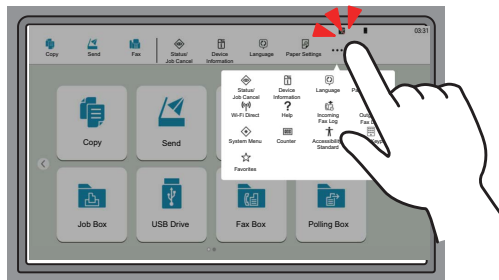 03:31
Copy
Send
Fax
Status/
Job Cancel
Device
Information
Language
Paper Settings
Status/
Job Cancel
Device
Information
Language
Wi-Fi Direct
Help
Incoming
Fax Log
System Menu
Counter
Accessibility
Standard
Favorites
Copy
Send
Job Box
USB Drive
Fax Box
Polling Box